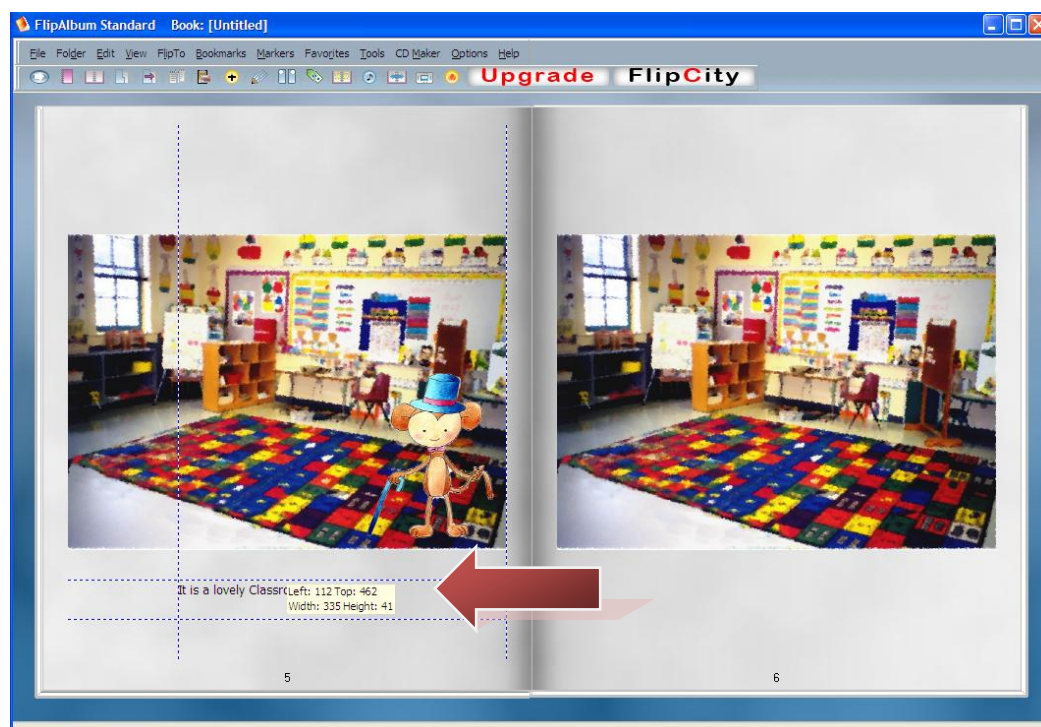 FlipAlbum Standard Book: [Untitled]
File Folder Edit View FlipTo Bookmarks Markers Favorites Tools CD Maker Options Help
Upgrade FlipCity
It is a lovely Classr
Left: 112 Top: 462
Width: 335 Height: 41
5
6